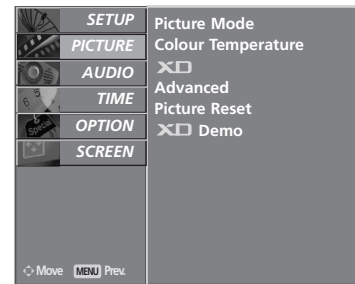 SETUP
PICTURE
AUDIO
TIME
OPTION
SCREEN
Move MENU Prev.
Picture Mode
Colour Temperature
XD
Advanced
Picture Reset
XD Demo